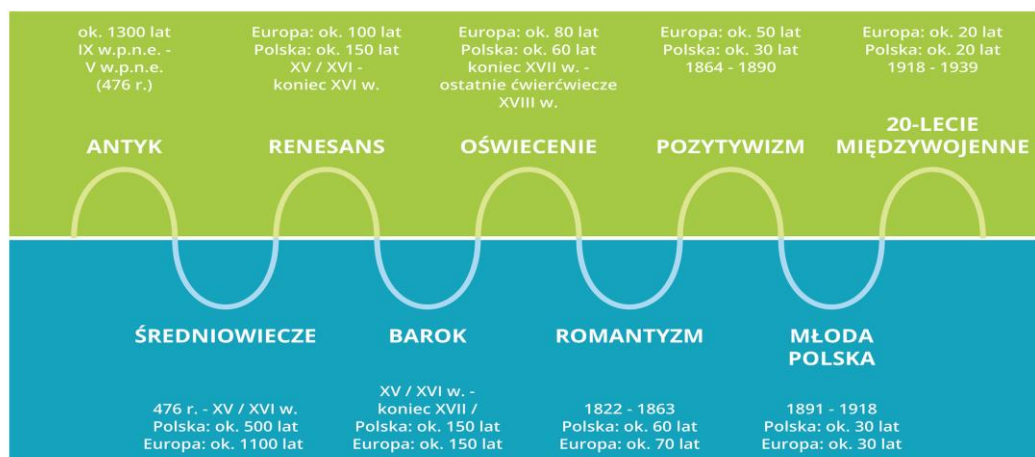 ok. 1300 lat
IX w.p.n.e. -
V w.p.n.e.
(476 r.)
ANTYK
Europa: ok. 100 lat
Polska: ok. 150 lat
XV / XVI -
koniec XVI w.
RENESANS
Europa: ok. 80 lat
Polska: ok. 60 lat
koniec XVII w. -
ostatnie ćwierćwiecze
XVIII w.
OŚWIECENIE
Europa: ok. 50 lat
Polska: ok. 30 lat
1864 - 1890
POZYTYWIZM
Europa: ok. 20 lat
Polska: ok. 20 lat
1918 - 1939
20-LECIE
MIĘDZYWOJENNE
ŚREDNIOWIECZE
476 r. - XV / XVI w.
Polska: ok. 500 lat
Europa: ok. 1100 lat
BAROK
XV / XVI w. -
koniec XVII /
Polska: ok. 150 lat
Europa: ok. 150 lat
ROMANTYZM
1822 - 1863
Polska: ok. 60 lat
Europa: ok. 70 lat
MŁODA
POLSKA
1891 - 1918
Polska: ok. 30 lat
Europa: ok. 30 lat